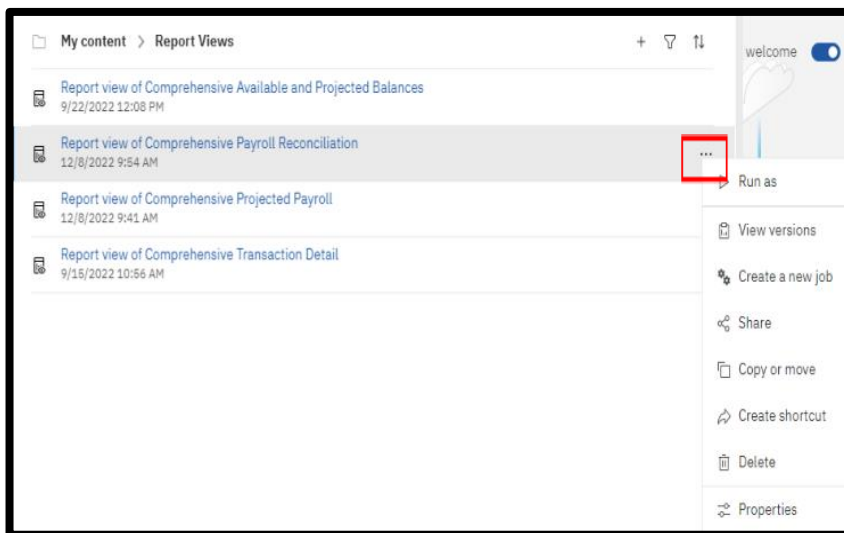 My content > Report Views
welcome
Report view of Comprehensive Available and Projected Balances
9/22/2022 12:08 PM
Report view of Comprehensive Payroll Reconciliation
12/8/2022 9:54 AM
...
Report view of Comprehensive Projected Payroll
12/8/2022 9:41 AM
Report view of Comprehensive Transaction Detail
9/15/2022 10:56 AM
Run as
View versions
Create a new job
Share
Copy or move
Create shortcut
Delete
Properties